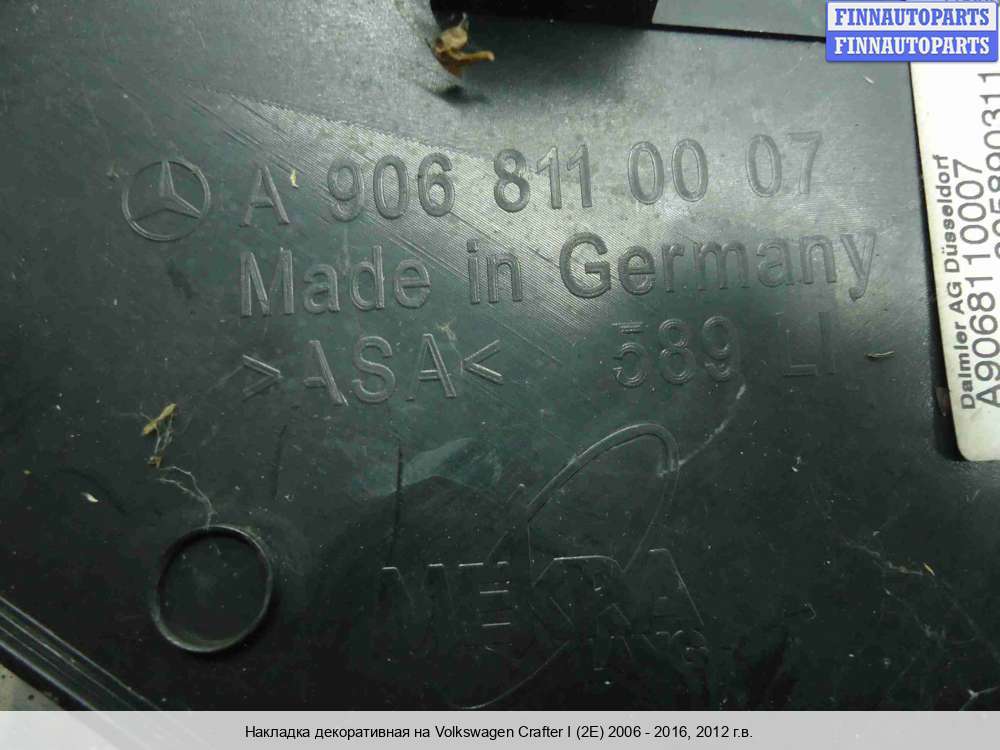 FINNAUTOPARTS
FINNAUTOPARTS
A 906 811 00 07
Made in Germany
>ASA< 589 LI
MEKRA
Daimler AG Düsseldorf
A9068110007
Накладка декоративная на Volkswagen Crafter I (2E) 2006 - 2016, 2012 г.в.